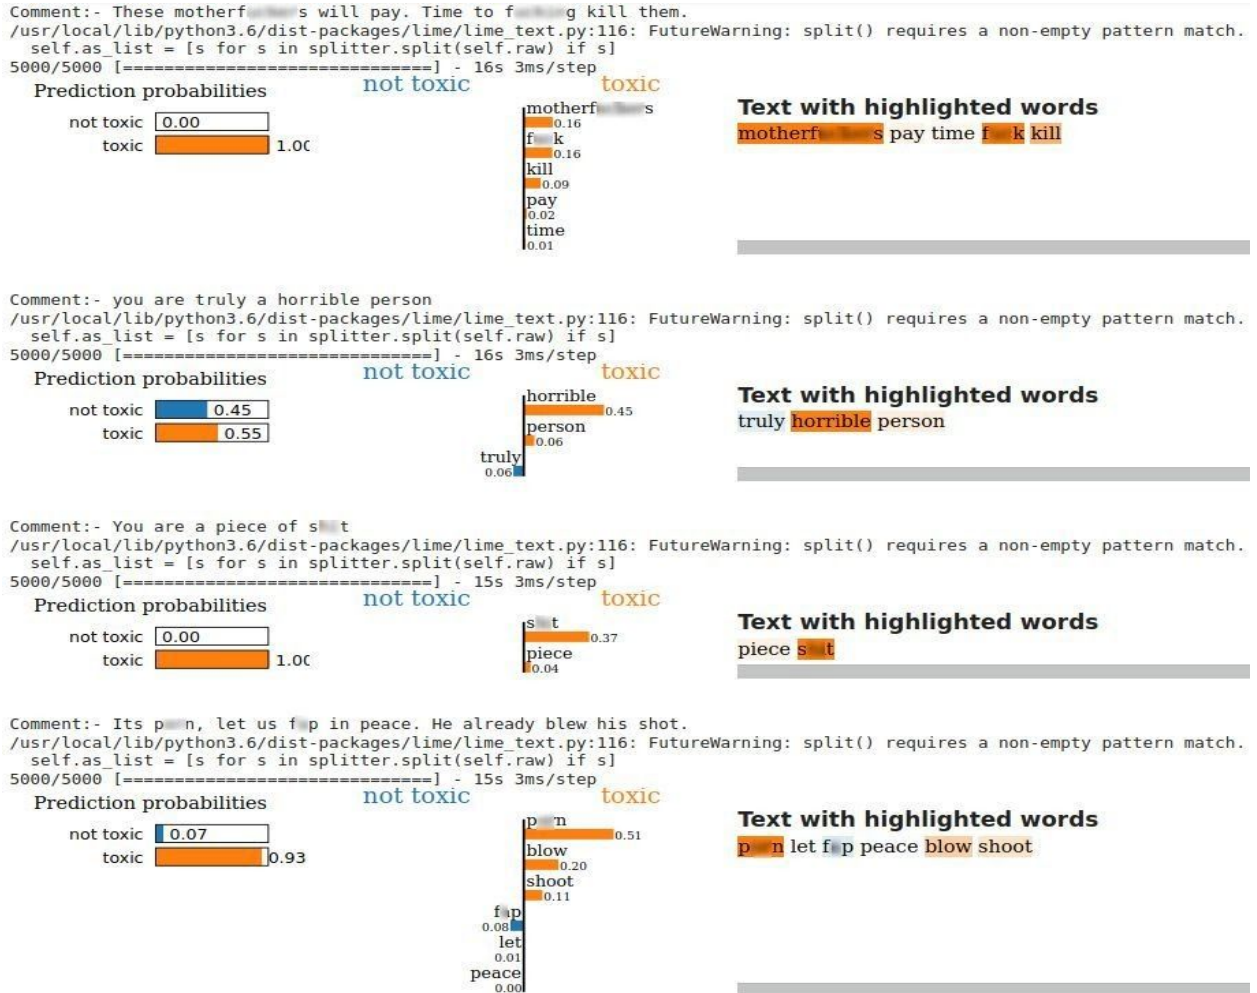 Comment:- These motherf s will pay. Time to f g kill them.
/usr/local/lib/python3.6/dist-packages/lime/lime_text.py:116: FutureWarning: split() requires a non-empty pattern match.
self.as_list = [s for s in splitter.split(self.raw) if s]
5000/5000 [==============================] - 16s 3ms/step
not toxic toxic
Prediction probabilities
not toxic 0.00
toxic 1.00
motherf s
0.16
f k
0.16
kill
0.09
pay
0.02
time
0.01
Text with highlighted words
motherf s pay time f k kill
Comment:- you are truly a horrible person
/usr/local/lib/python3.6/dist-packages/lime/lime_text.py:116: FutureWarning: split() requires a non-empty pattern match.
self.as_list = [s for s in splitter.split(self.raw) if s]
5000/5000 [==============================] - 16s 3ms/step
not toxic toxic
Prediction probabilities
not toxic 0.45
toxic 0.55
horrible
0.45
person
0.06
truly
0.06
Text with highlighted words
truly horrible person
Comment:- You are a piece of s t
/usr/local/lib/python3.6/dist-packages/lime/lime_text.py:116: FutureWarning: split() requires a non-empty pattern match.
self.as_list = [s for s in splitter.split(self.raw) if s]
5000/5000 [==============================] - 15s 3ms/step
not toxic toxic
Prediction probabilities
not toxic 0.00
toxic 1.00
s t
0.37
piece
0.04
Text with highlighted words
piece s t
Comment:- Its p n, let us f p in peace. He already blew his shot.
/usr/local/lib/python3.6/dist-packages/lime/lime_text.py:116: FutureWarning: split() requires a non-empty pattern match.
self.as_list = [s for s in splitter.split(self.raw) if s]
5000/5000 [==============================] - 15s 3ms/step
not toxic toxic
Prediction probabilities
not toxic 0.07
toxic 0.93
p rn
0.51
blow
0.20
shoot
0.11
f p
0.08
let
0.01
peace
0.00
Text with highlighted words
p n let f p peace blow shoot